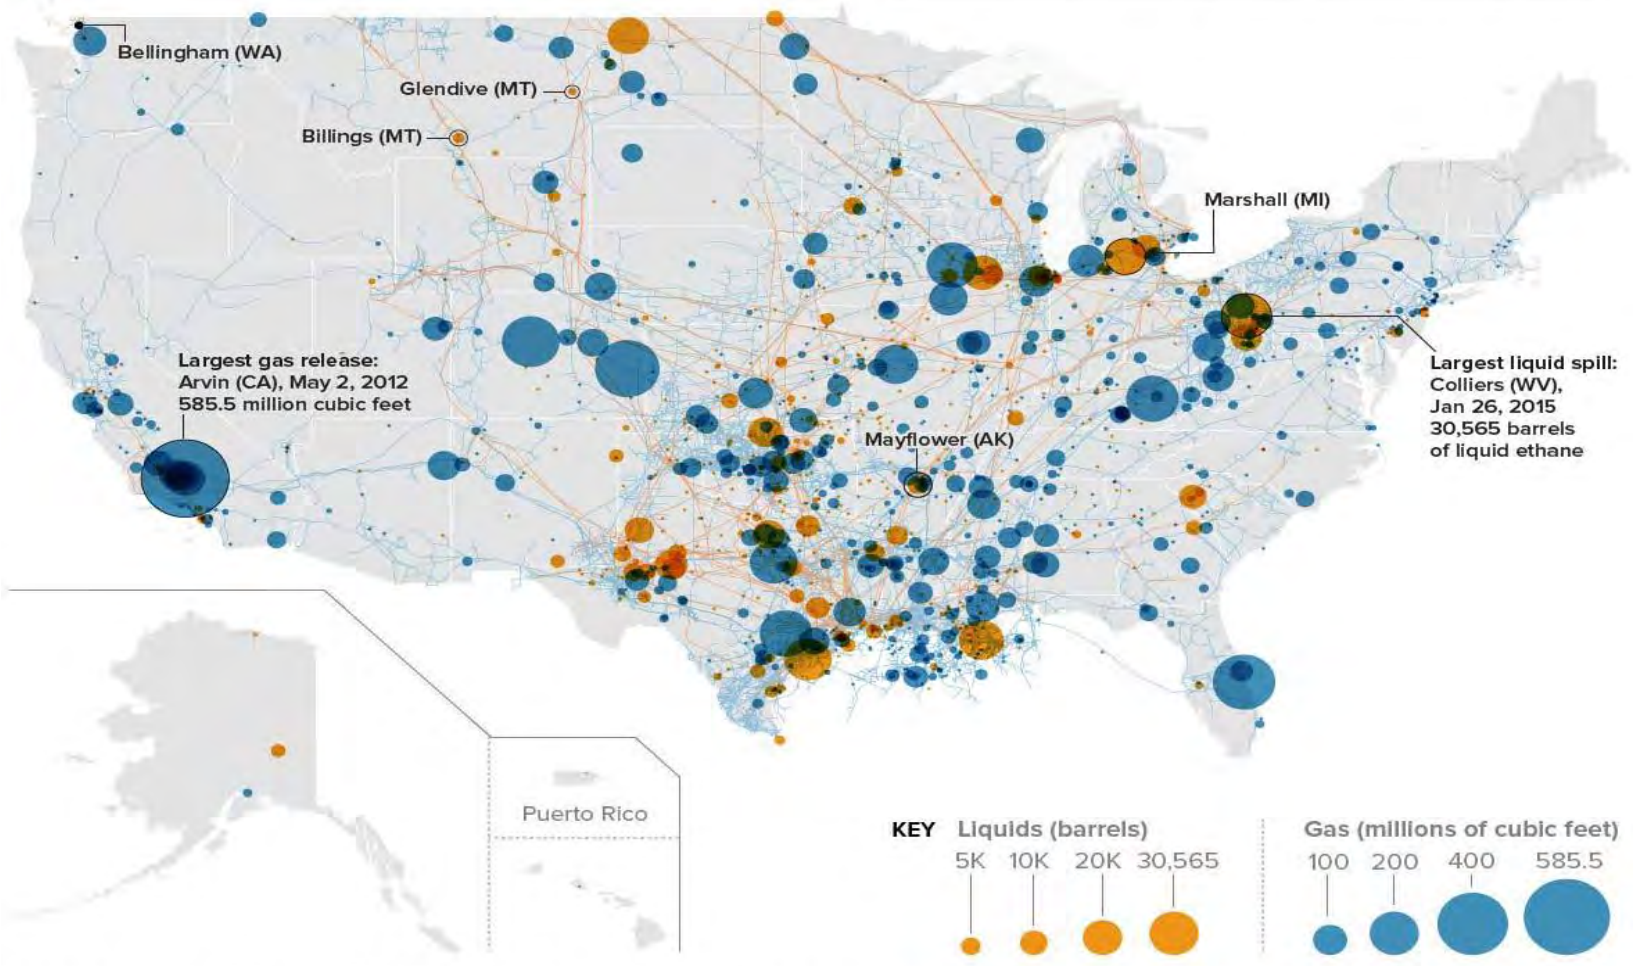 Bellingham (WA)
Glendive (MT)
Billings (MT)
Marshall (MI)
Largest gas release:
Arvin (CA), May 2, 2012
585.5 million cubic feet
Largest liquid spill:
Colliers (WV),
Jan 26, 2015
30,565 barrels
of liquid ethane
Mayflower (AK)
Puerto Rico
KEY Liquids (barrels) Gas (millions of cubic feet)
5K 10K 20K 30,565 100 200 400 585.5